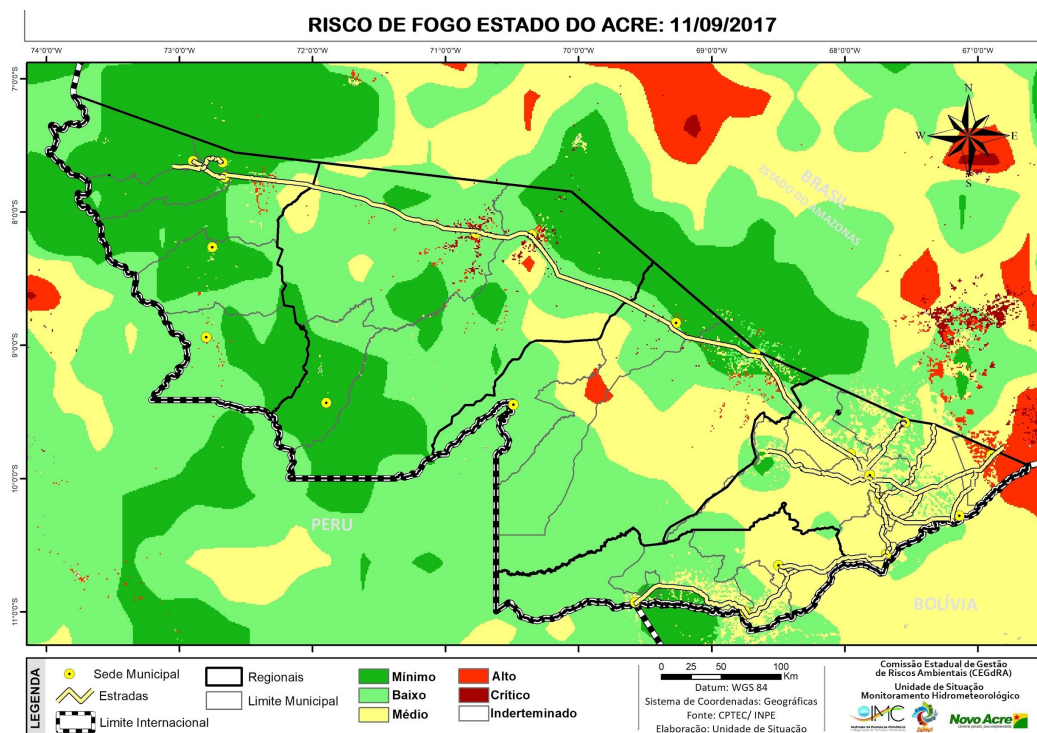 RISCO DE FOGO ESTADO DO ACRE: 11/09/2017
74°0'0"W 73°0'0"W 72°0'0"W 71°0'0"W 70°0'0"W 69°0'0"W 68°0'0"W 67°0'0"W
7°0'0"S
8°0'0"S
9°0'0"S
10°0'0"S
11°0'0"S
N
W E
S
BRASIL
ESTADO DO AMAZONAS
PERU
BOLÍVIA
LEGENDA
Sede Municipal
Estradas
Limite Internacional
Regionais
Limite Municipal
Mínimo
Baixo
Médio
Alto
Crítico
Inderteminado
0 25 50 100
Km
Datum: WGS 84
Sistema de Coordenadas: Geográficas
Fonte: CPTEC/ INPE
Elaboração: Unidade de Situação
Comissão Estadual de Gestão
de Riscos Ambientais (CEGdRA)
Unidade de Situação
Monitoramento Hidrometeorológico
IMC
Novo Acre